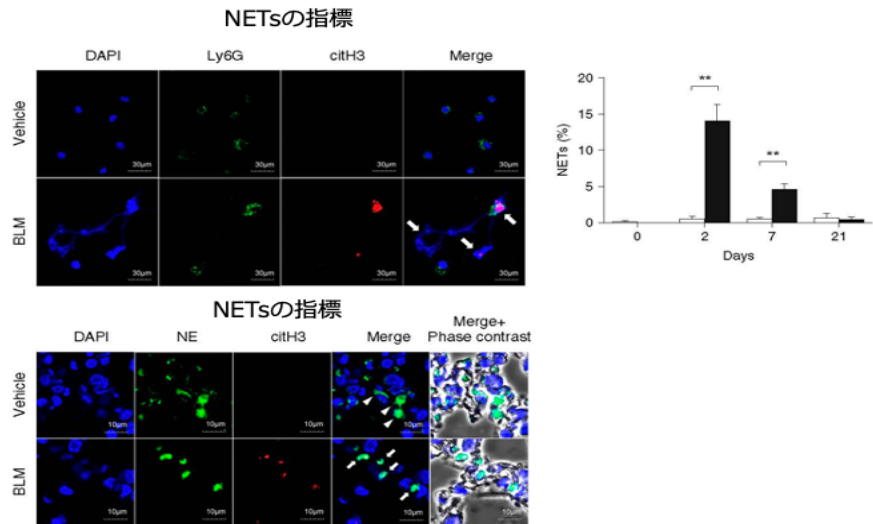 NETsの指標
DAPI Ly6G citH3 Merge
Vehicle
30μm 30μm 30μm 30μm
BLM
30μm 30μm 30μm 30μm
NETs (%)
20
15
10
5
0
** **
0 2 7 21
Days
NETsの指標
DAPI NE citH3 Merge Merge+
Phase contrast
Vehicle
10μm 10μm 10μm 10μm 10μm
BLM
10μm 10μm 10μm 10μm 10μm